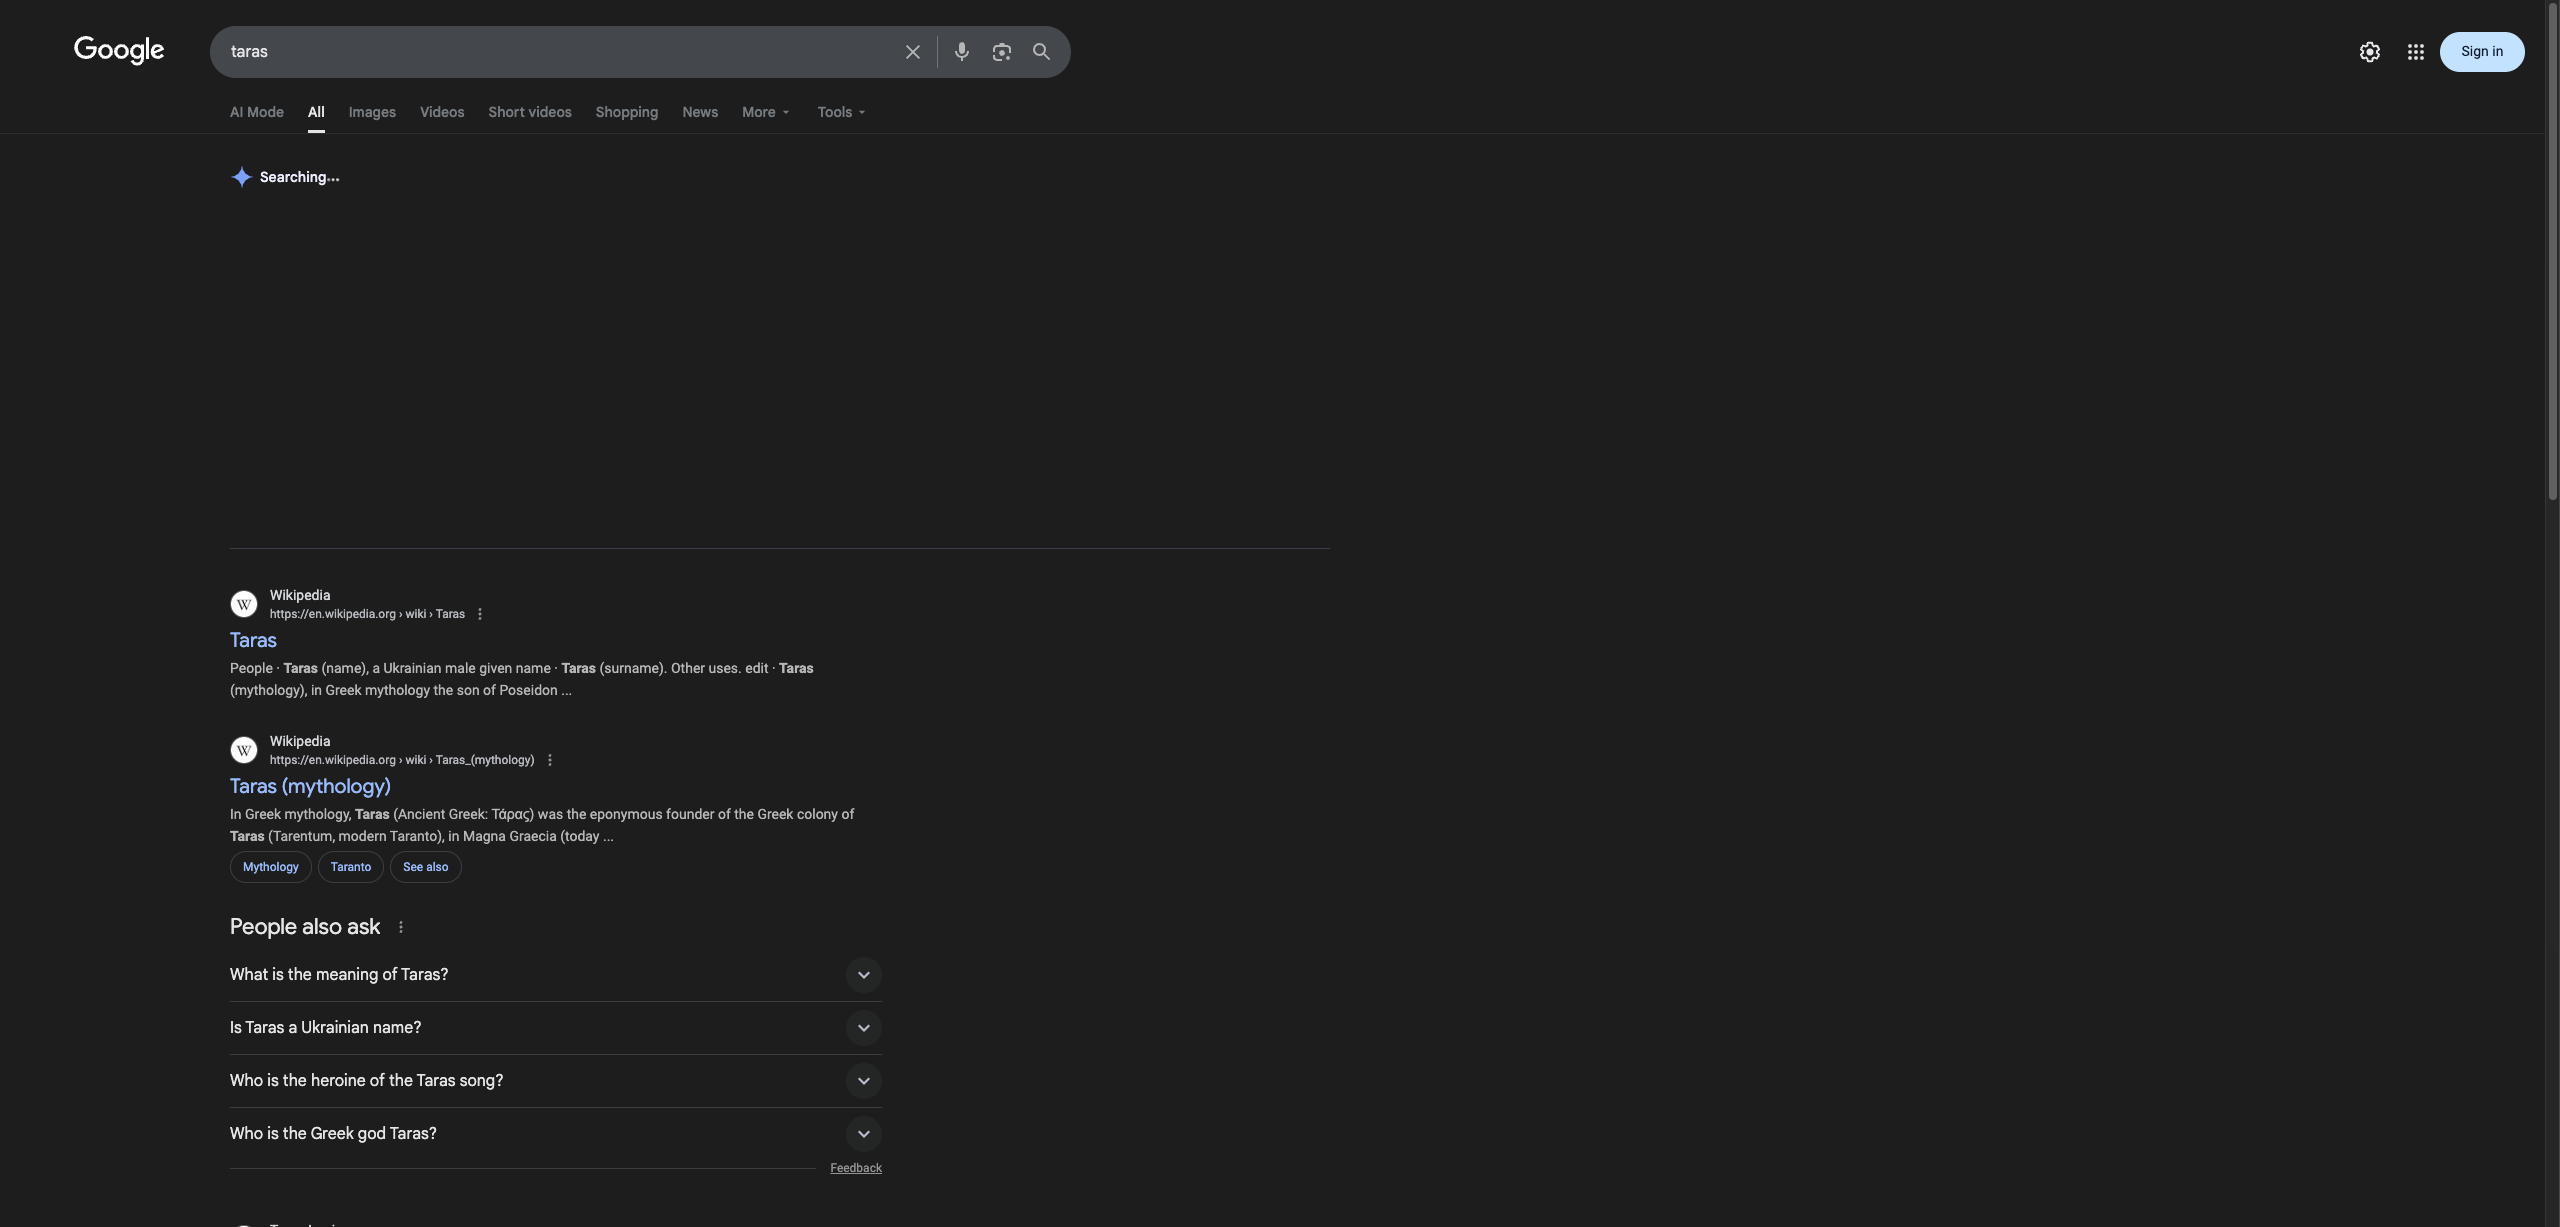 Google
taras
Sign in
AI Mode All Images Videos Short videos Shopping News More Tools
Searching...
Wikipedia
https://en.wikipedia.org › wiki › Taras
Taras
People · Taras (name), a Ukrainian male given name · Taras (surname). Other uses. edit · Taras
(mythology), in Greek mythology the son of Poseidon ...
Wikipedia
https://en.wikipedia.org › wiki › Taras_(mythology)
Taras (mythology)
In Greek mythology, Taras (Ancient Greek: Τάρας) was the eponymous founder of the Greek colony of
Taras (Tarentum, modern Taranto), in Magna Graecia (today ...
Mythology Taranto See also
People also ask
What is the meaning of Taras?
Is Taras a Ukrainian name?
Who is the heroine of the Taras song?
Who is the Greek god Taras?
Feedback